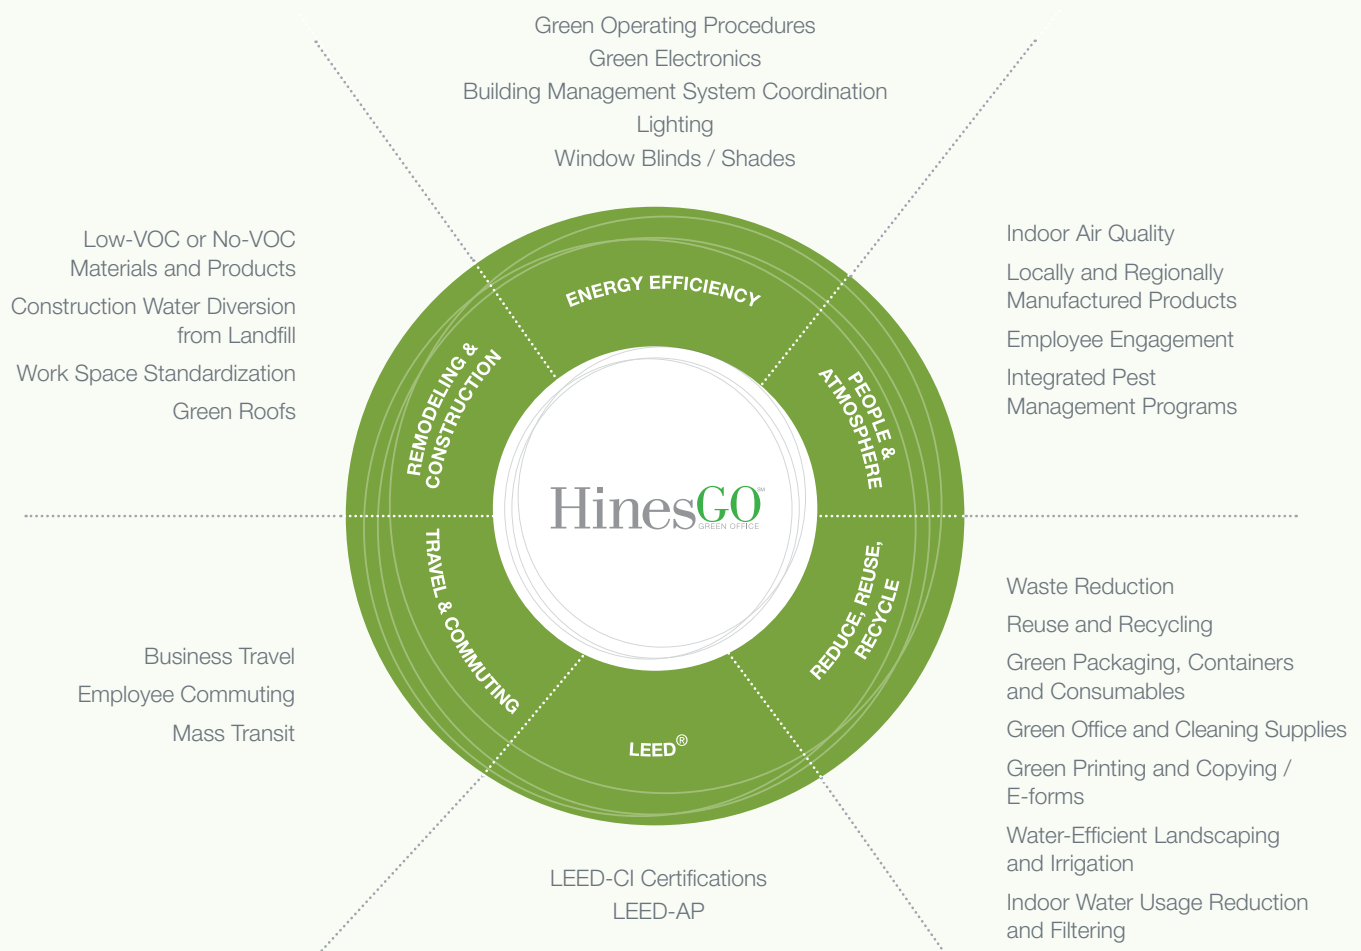 Green Operating Procedures
Green Electronics
Building Management System Coordination
Lighting
Window Blinds / Shades
Low-VOC or No-VOC
Materials and Products
Construction Water Diversion
from Landfill
Work Space Standardization
Green Roofs
Indoor Air Quality
Locally and Regionally
Manufactured Products
Employee Engagement
Integrated Pest
Management Programs
ENERGY EFFICIENCY
REMODELING &
CONSTRUCTION
PEOPLE &
ATMOSPHERE
HinesGO℠
GREEN OFFICE
TRAVEL & COMMUTING
REDUCE, REUSE,
RECYCLE
LEED®
Business Travel
Employee Commuting
Mass Transit
Waste Reduction
Reuse and Recycling
Green Packaging, Containers
and Consumables
Green Office and Cleaning Supplies
Green Printing and Copying /
E-forms
Water-Efficient Landscaping
and Irrigation
Indoor Water Usage Reduction
and Filtering
LEED-CI Certifications
LEED-AP